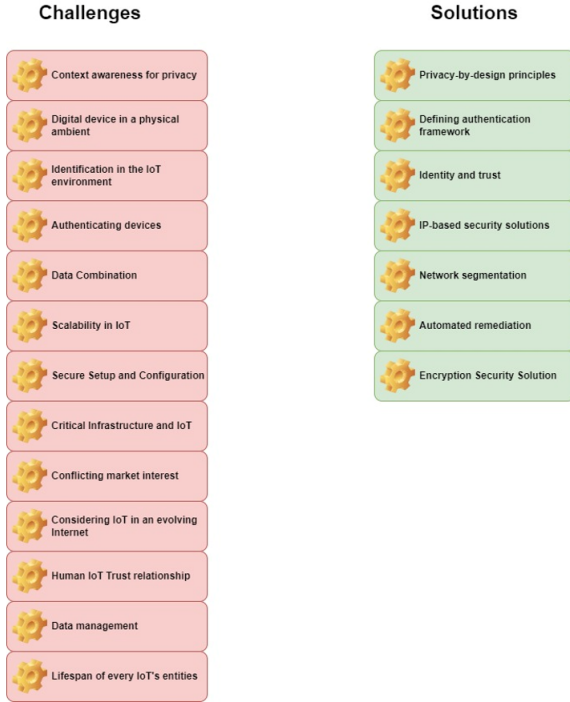 Challenges
Context awareness for privacy
Digital device in a physical
ambient
Identification in the IoT
environment
Authenticating devices
Data Combination
Scalability in IoT
Secure Setup and Configuration
Critical Infrastructure and IoT
Conflicting market interest
Considering IoT in an evolving
Internet
Human IoT Trust relationship
Data management
Lifespan of every IoT's entities
Solutions
Privacy-by-design principles
Defining authentication
framework
Identity and trust
IP-based security solutions
Network segmentation
Automated remediation
Encryption Security Solution